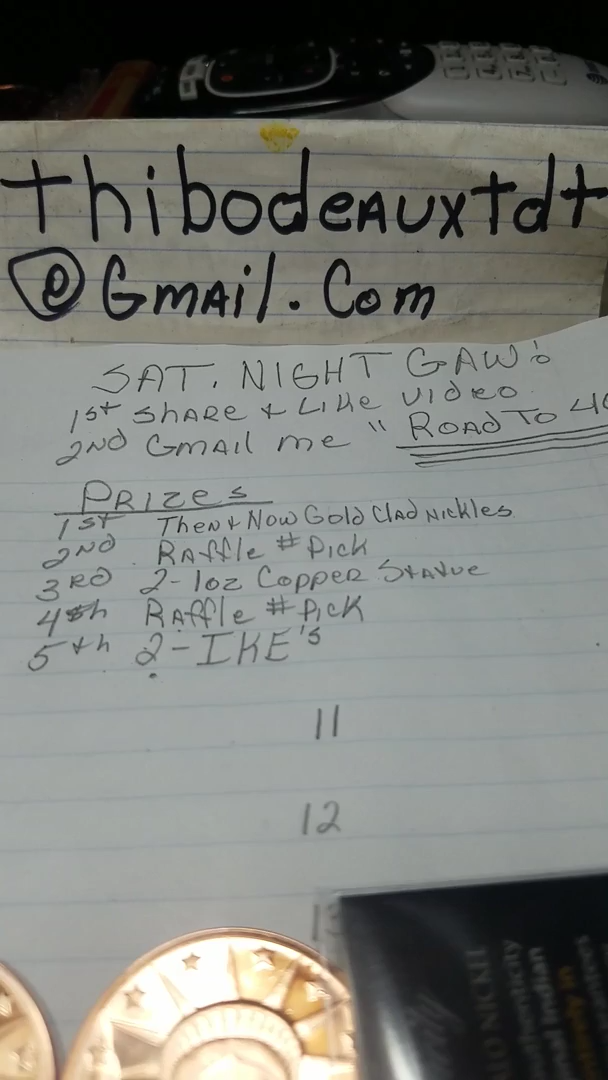 thibodeauxtdt
@Gmail.Com
SAT. NIGHT GAW:
1st SHARE & Like Video
2ND GMAIL me " ROAD TO 40
PRIZES
1ST THEN & NOW Gold Clad Nickles
2ND RAffle # Pick
3RD 2-1oz Copper Statue
4th RAffle # Pick
5th 2-IKE's
11
12
13
NICKEL